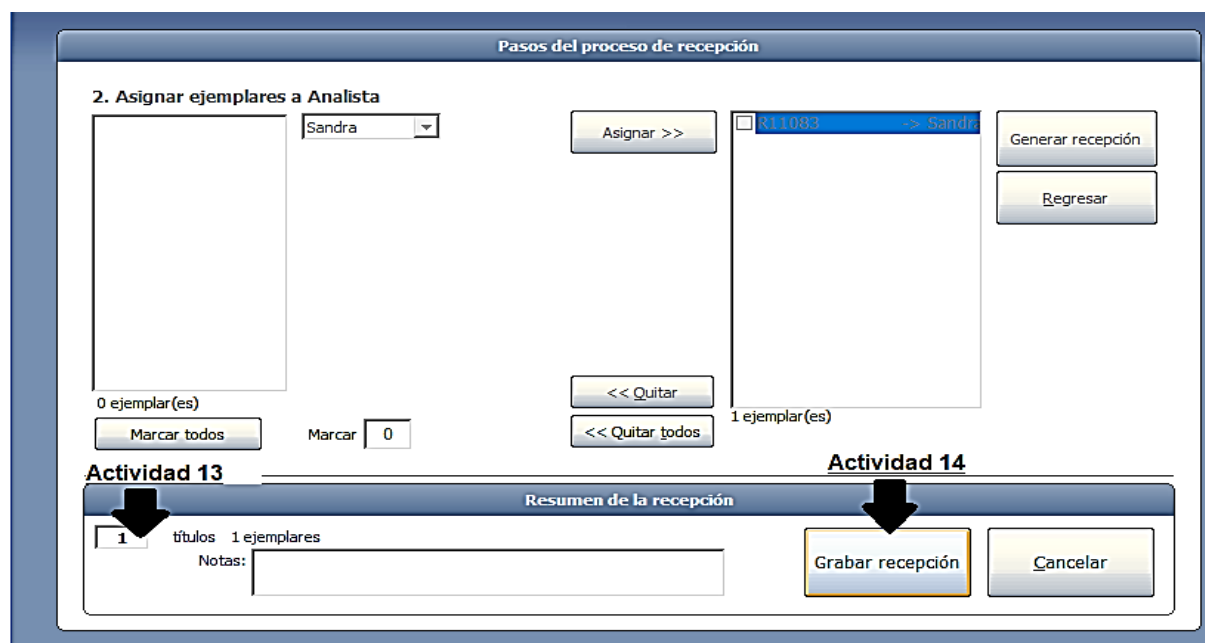 Pasos del proceso de recepción
2. Asignar ejemplares a Analista
Sandra
Asignar >>
R11083 -> Sandra
Generar recepción
Regresar
<< Quitar
0 ejemplar(es)
1 ejemplar(es)
Marcar todos
Marcar 0
<< Quitar todos
Actividad 13
Actividad 14
Resumen de la recepción
1 títulos 1 ejemplares
Notas:
Grabar recepción
Cancelar